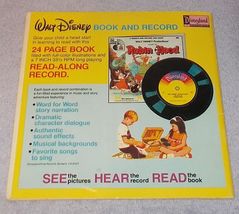 WALT DISNEY BOOK AND RECORD
Disneyland
Give your child a head start
in learning to read with this
24 PAGE BOOK
filled with full-color illustrations and
a 7 INCH 33⅓ RPM long playing
READ-ALONG
RECORD.
Robin Hood
Each book and record combination is
a fun-filled experience in music and story
adventure featuring:
• Word for Word
story narration
• Dramatic
character dialogue
• Authentic
sound effects
• Musical backgrounds
• Favorite songs
to sing
SEE the pictures HEAR the record READ the book